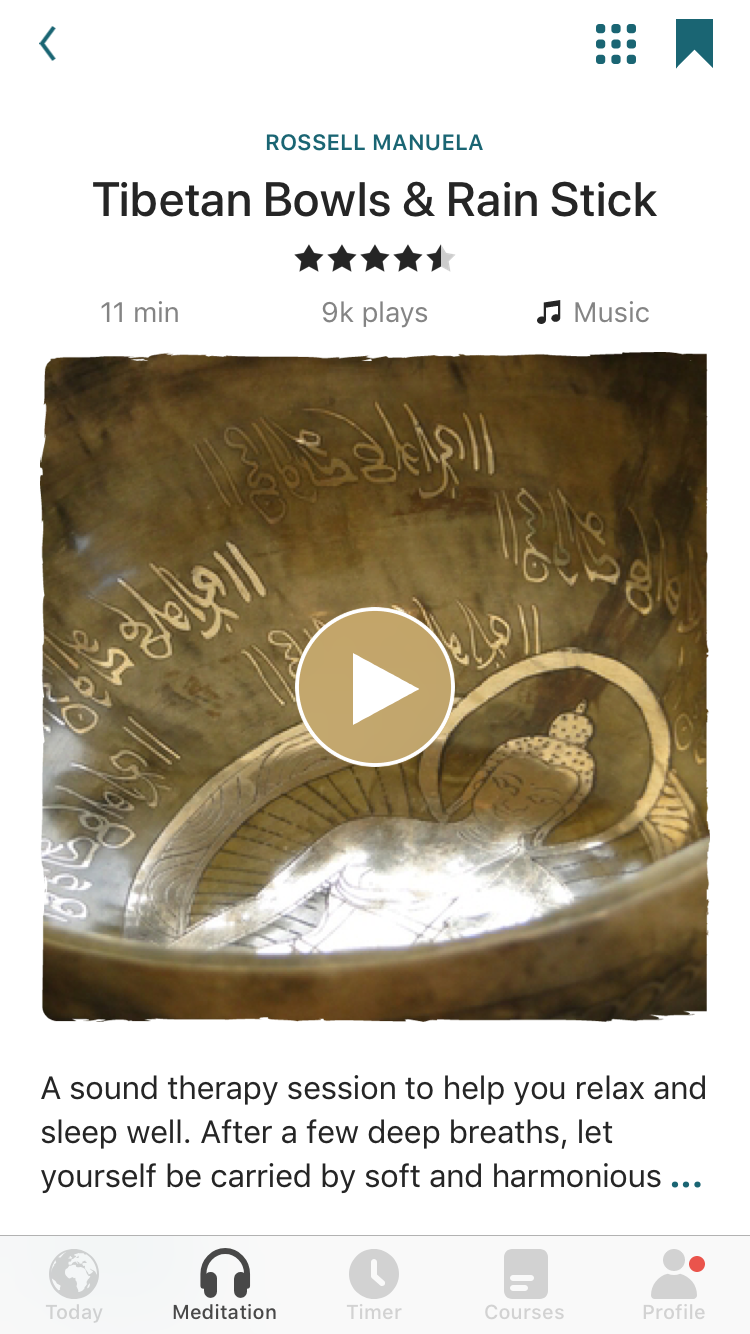 ROSSELL MANUELA
Tibetan Bowls & Rain Stick
11 min
9k plays
Music
A sound therapy session to help you relax and
sleep well. After a few deep breaths, let
yourself be carried by soft and harmonious ...
Today
Meditation
Timer
Courses
Profile